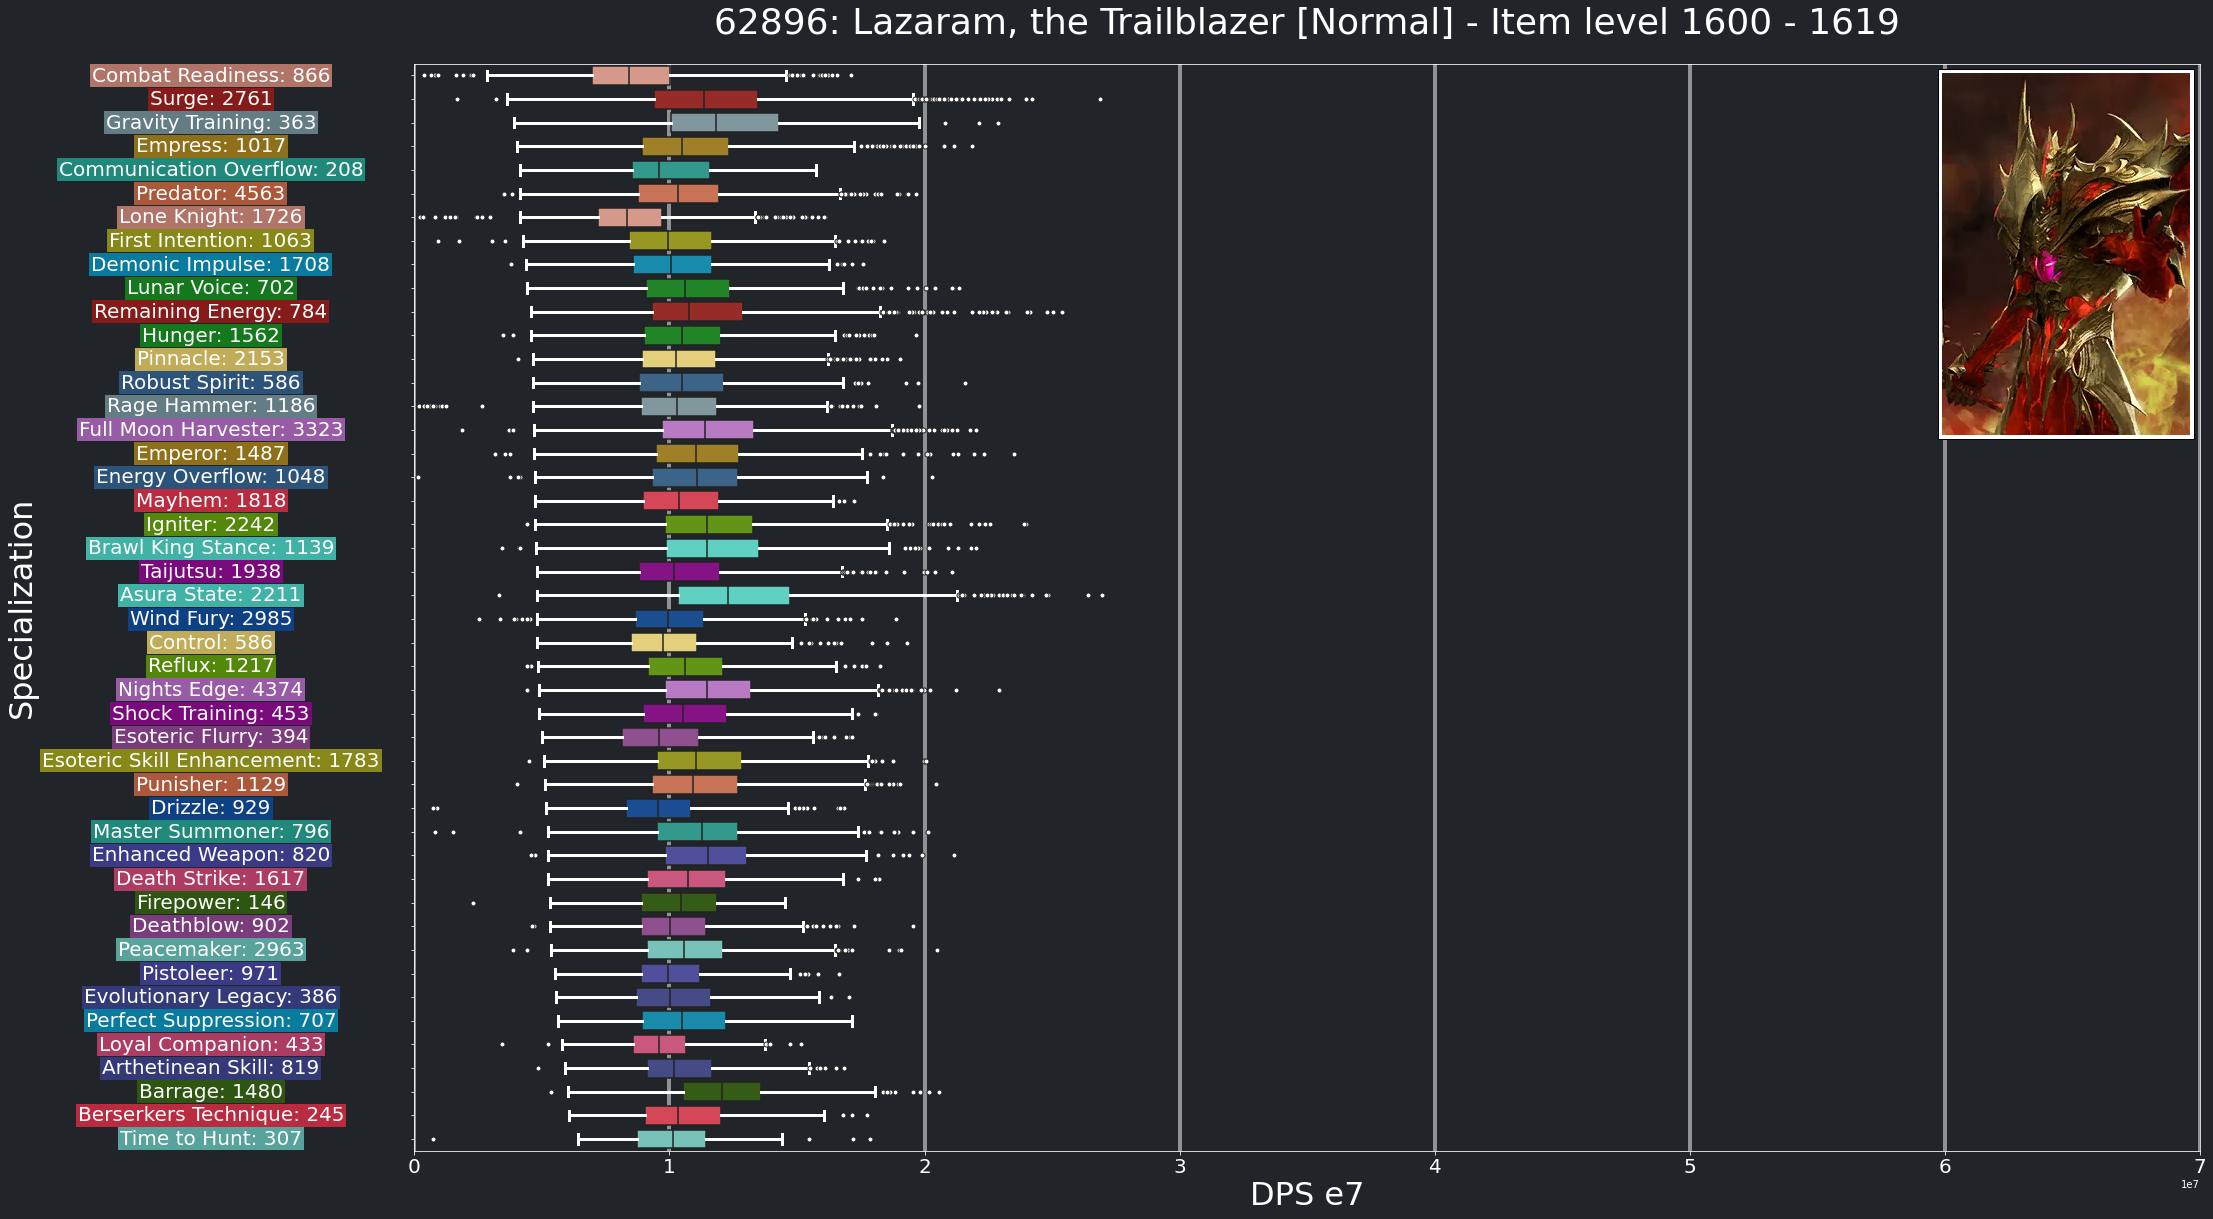 62896: Lazaram, the Trailblazer [Normal] - Item level 1600 - 1619
Specialization
Combat Readiness: 866
Surge: 2761
Gravity Training: 363
Empress: 1017
Communication Overflow: 208
Predator: 4563
Lone Knight: 1726
First Intention: 1063
Demonic Impulse: 1708
Lunar Voice: 702
Remaining Energy: 784
Hunger: 1562
Pinnacle: 2153
Robust Spirit: 586
Rage Hammer: 1186
Full Moon Harvester: 3323
Emperor: 1487
Energy Overflow: 1048
Mayhem: 1818
Igniter: 2242
Brawl King Stance: 1139
Taijutsu: 1938
Asura State: 2211
Wind Fury: 2985
Control: 586
Reflux: 1217
Nights Edge: 4374
Shock Training: 453
Esoteric Flurry: 394
Esoteric Skill Enhancement: 1783
Punisher: 1129
Drizzle: 929
Master Summoner: 796
Enhanced Weapon: 820
Death Strike: 1617
Firepower: 146
Deathblow: 902
Peacemaker: 2963
Pistoleer: 971
Evolutionary Legacy: 386
Perfect Suppression: 707
Loyal Companion: 433
Arthetinean Skill: 819
Barrage: 1480
Berserkers Technique: 245
Time to Hunt: 307
0 1 2 3 4 5 6 7
1e7
DPS e7